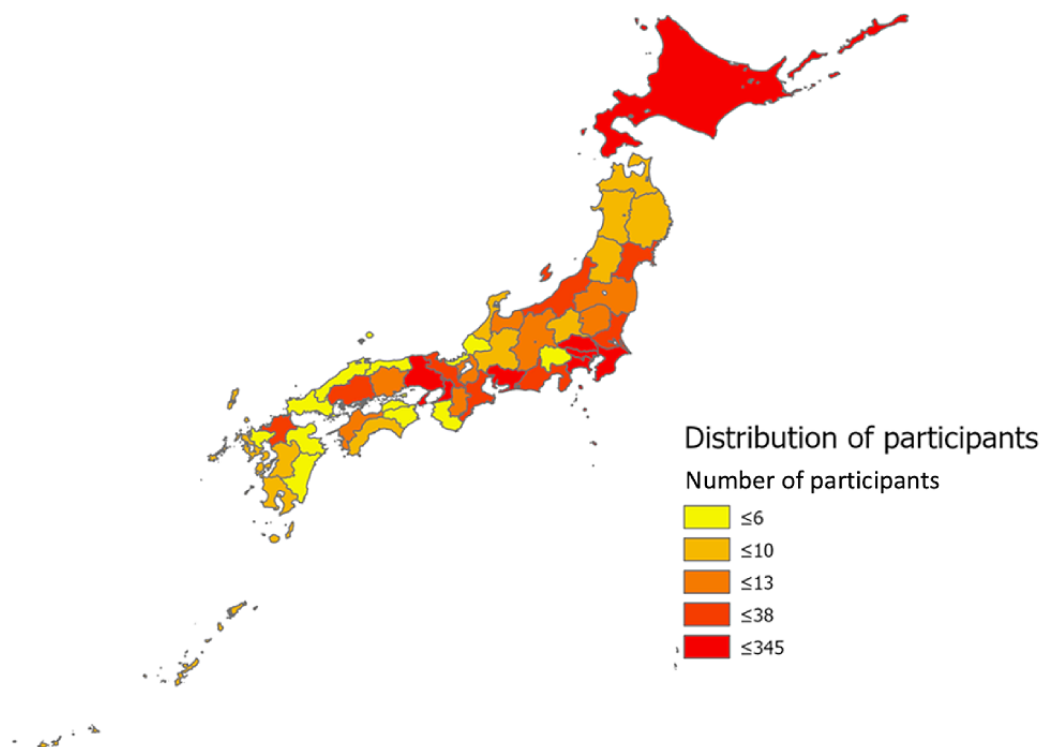 Distribution of participants
Number of participants
≤6
≤10
≤13
≤38
≤345